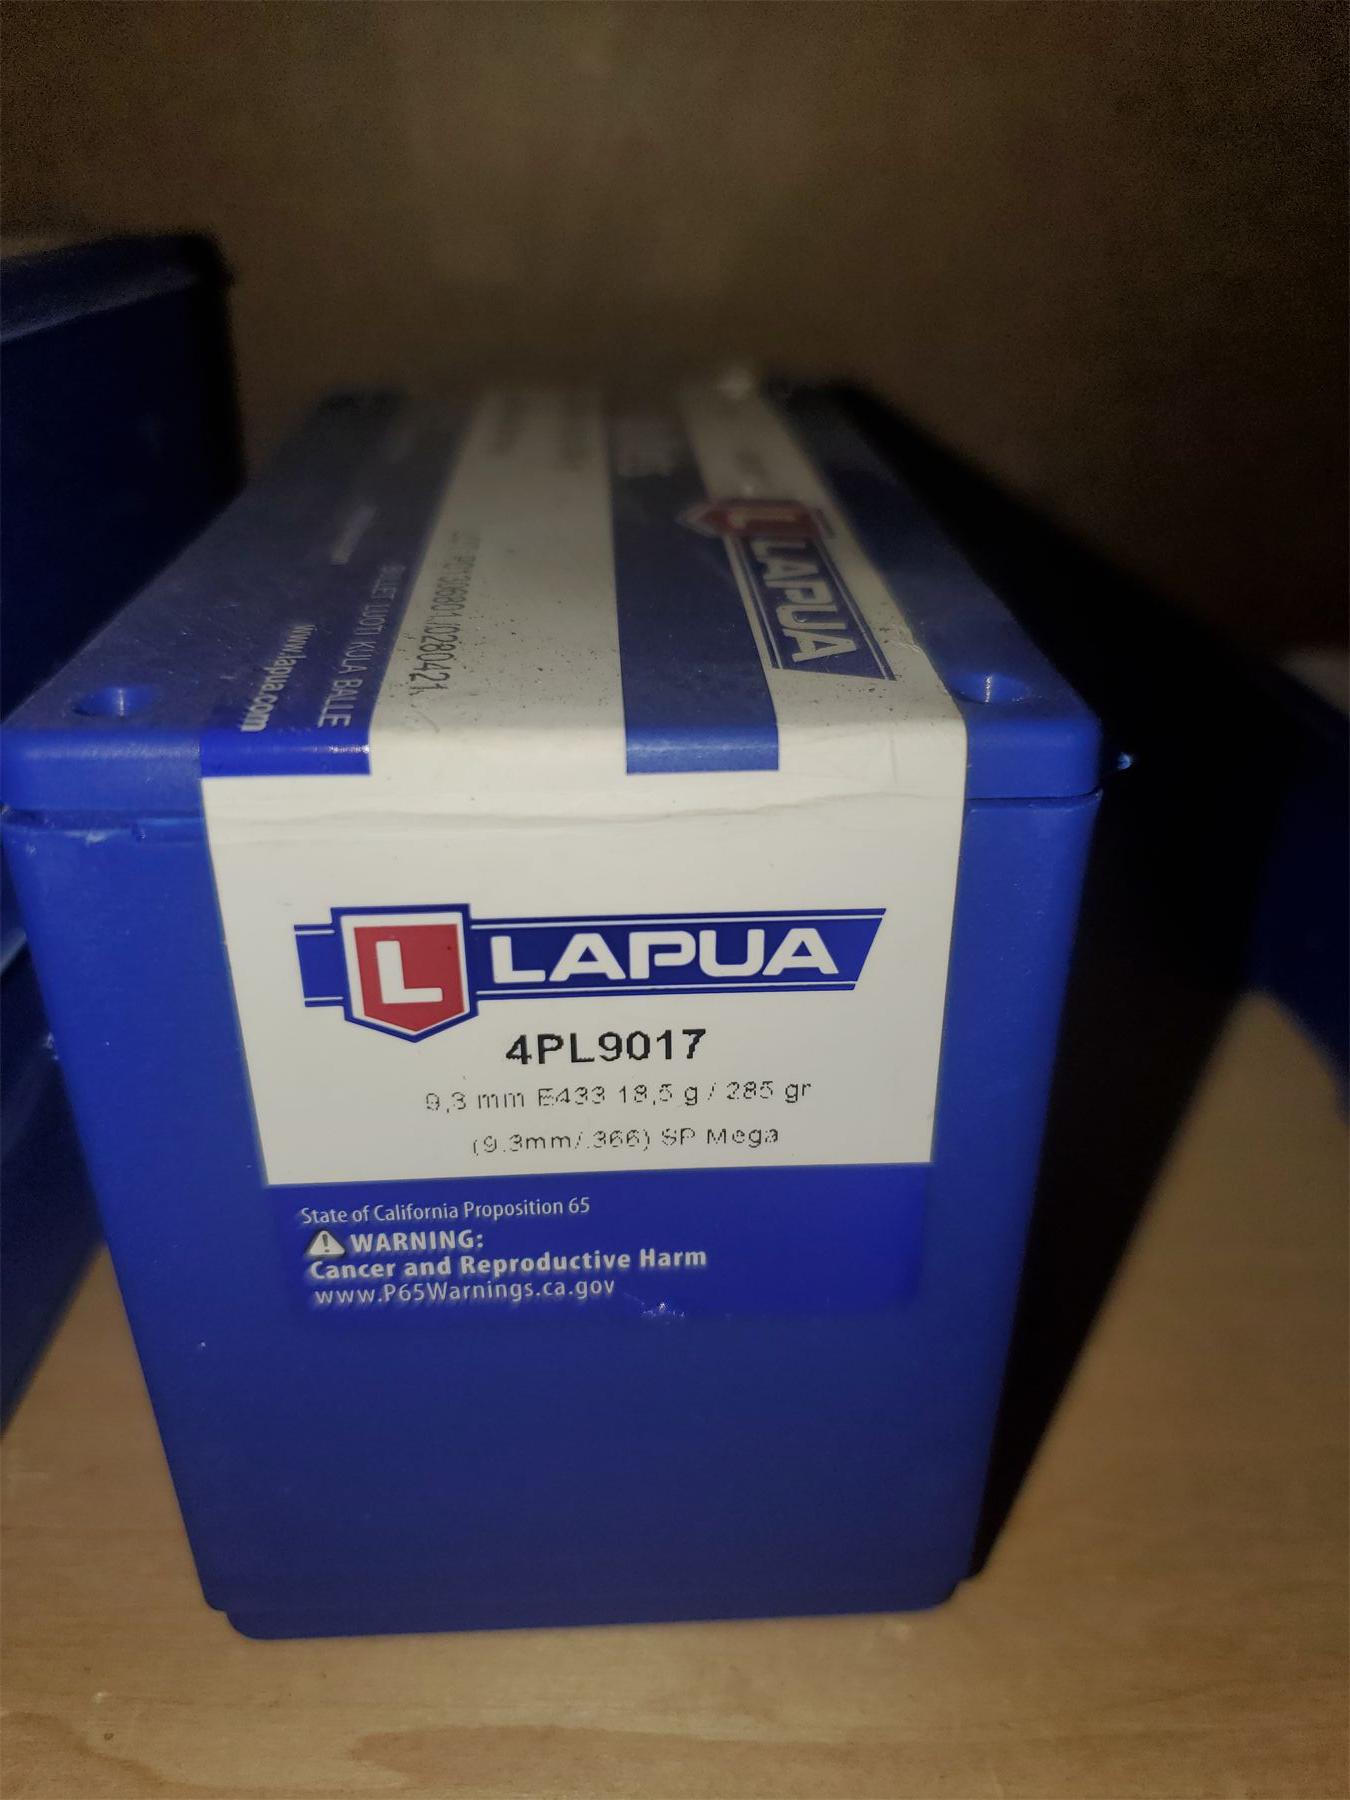 LAPUA
BULLET LUOTI KULA BALLE
www.lapua.com
L LAPUA
4PL9017
9,3 mm E433 18,5 g / 285 gr
(9.3mm/.366) SP Mega
State of California Proposition 65
WARNING:
Cancer and Reproductive Harm
www.P65Warnings.ca.gov